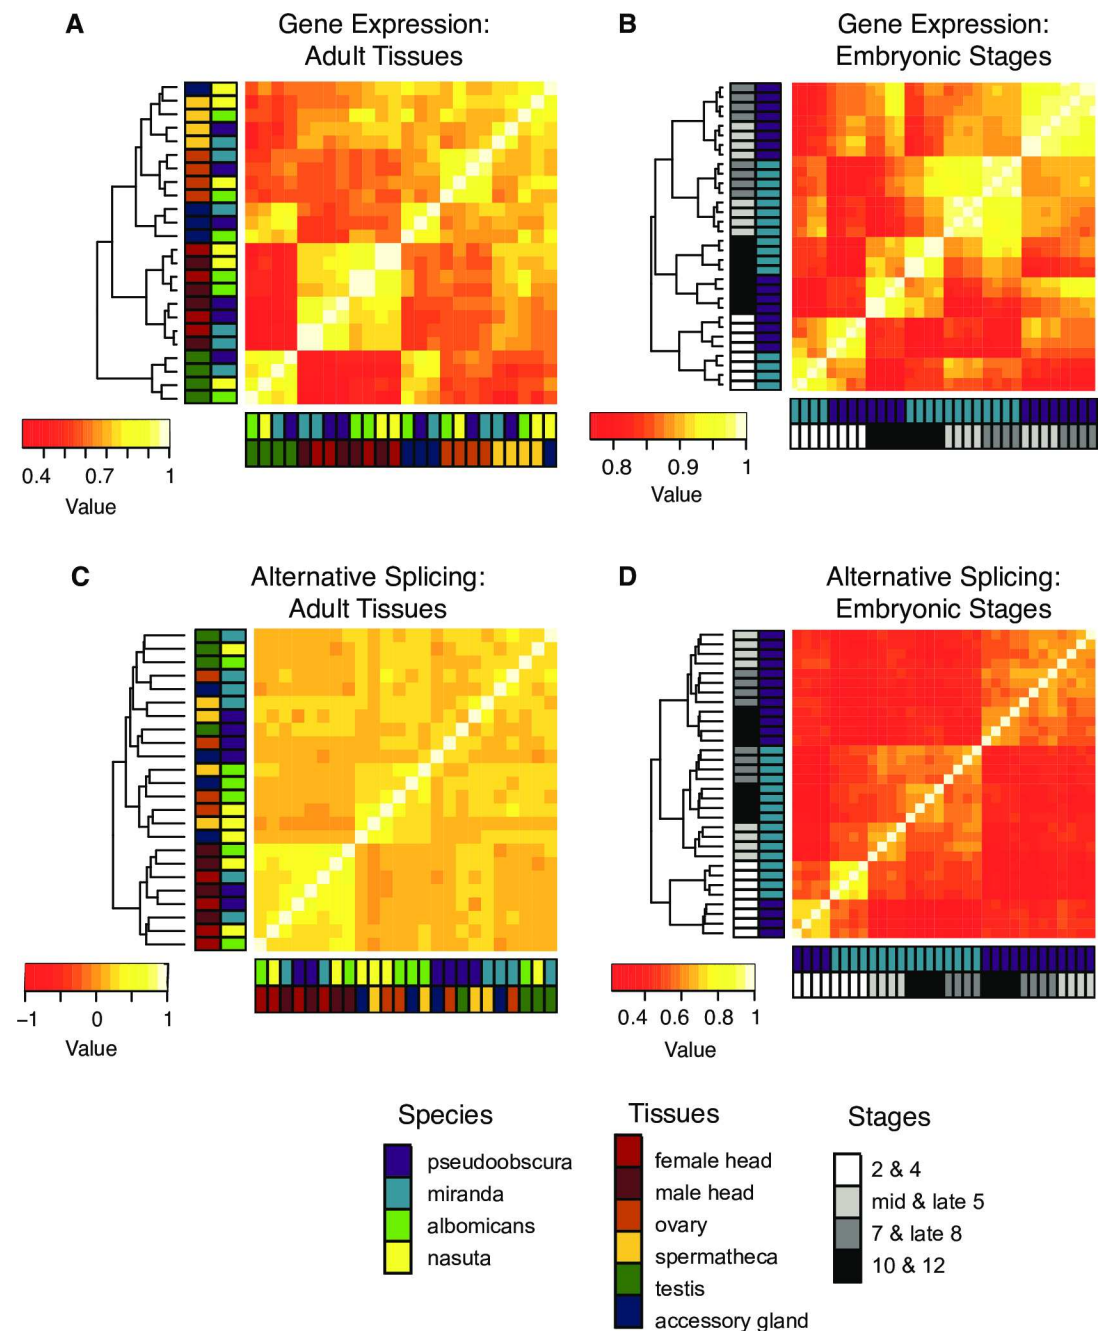 A
Gene Expression:
Adult Tissues
B
Gene Expression:
Embryonic Stages
0.4 0.7 1
Value
0.8 0.9 1
Value
C
Alternative Splicing:
Adult Tissues
D
Alternative Splicing:
Embryonic Stages
−1 0 1
Value
0.4 0.6 0.8 1
Value
Species
pseudoobscura
miranda
albomicans
nasuta
Tissues
female head
male head
ovary
spermatheca
testis
accessory gland
Stages
2 & 4
mid & late 5
7 & late 8
10 & 12